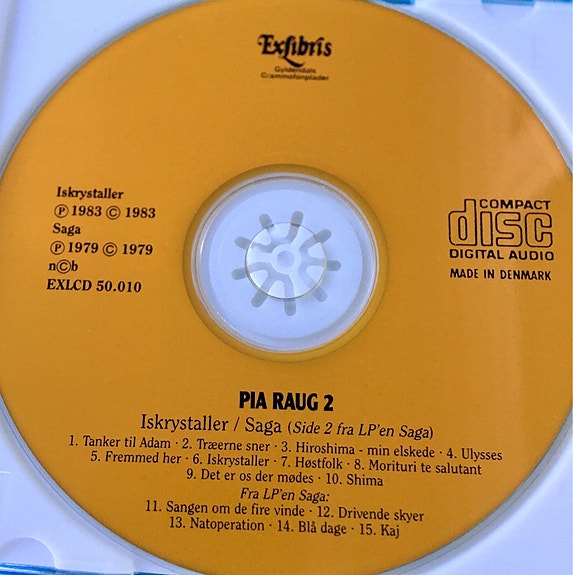 Exlibris
Gyldendals
Grammofonplader
Iskrystaller
Ⓟ 1983 © 1983
Saga
Ⓟ 1979 © 1979
n©b
EXLCD 50.010
COMPACT
disc
DIGITAL AUDIO
MADE IN DENMARK
PIA RAUG 2
Iskrystaller / Saga (Side 2 fra LP'en Saga)
1. Tanker til Adam · 2. Træerne sner · 3. Hiroshima - min elskede · 4. Ulysses
5. Fremmed her · 6. Iskrystaller · 7. Høstfolk · 8. Morituri te salutant
9. Det er os der mødes · 10. Shima
Fra LP'en Saga:
11. Sangen om de fire vinde · 12. Drivende skyer
13. Natoperation · 14. Blå dage · 15. Kaj